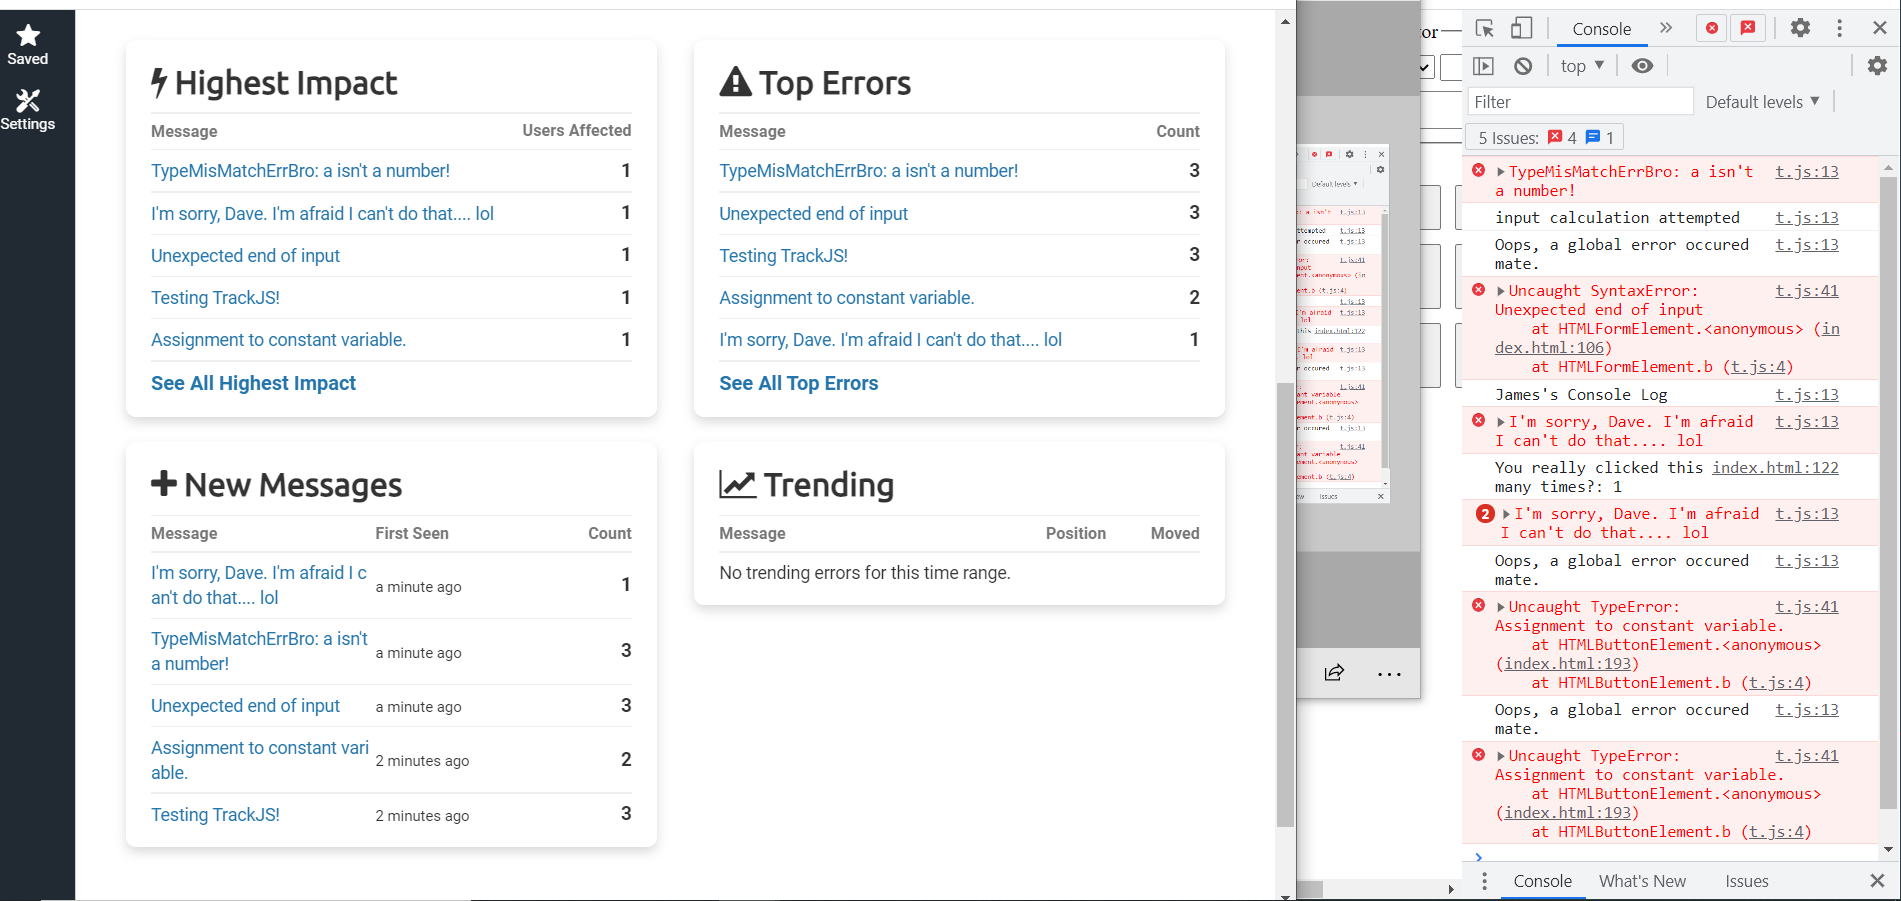 Saved
Settings
Highest Impact
Message Users Affected
TypeMisMatchErrBro: a isn't a number! 1
I'm sorry, Dave. I'm afraid I can't do that.... lol 1
Unexpected end of input 1
Testing TrackJS! 1
Assignment to constant variable. 1
See All Highest Impact
Top Errors
Message Count
TypeMisMatchErrBro: a isn't a number! 3
Unexpected end of input 3
Testing TrackJS! 3
Assignment to constant variable. 2
I'm sorry, Dave. I'm afraid I can't do that.... lol 1
See All Top Errors
New Messages
Message First Seen Count
I'm sorry, Dave. I'm afraid I c
an't do that.... lol a minute ago 1
TypeMisMatchErrBro: a isn't
a number! a minute ago 3
Unexpected end of input a minute ago 3
Assignment to constant vari
able. 2 minutes ago 2
Testing TrackJS! 2 minutes ago 3
Trending
Message Position Moved
No trending errors for this time range.
tor
Default levels ▼
Console
top ▼
Filter Default levels ▼
5 Issues: 4 1
TypeMisMatchErrBro: a isn't t.js:13
a number!
input calculation attempted t.js:13
Oops, a global error occured t.js:13
mate.
Uncaught SyntaxError: t.js:41
Unexpected end of input
at HTMLFormElement.<anonymous> (in
dex.html:106)
at HTMLFormElement.b (t.js:4)
James's Console Log t.js:13
I'm sorry, Dave. I'm afraid t.js:13
I can't do that.... lol
You really clicked this index.html:122
many times?: 1
2 I'm sorry, Dave. I'm afraid t.js:13
I can't do that.... lol
Oops, a global error occured t.js:13
mate.
Uncaught TypeError: t.js:41
Assignment to constant variable.
at HTMLButtonElement.<anonymous>
(index.html:193)
at HTMLButtonElement.b (t.js:4)
Oops, a global error occured t.js:13
mate.
Uncaught TypeError: t.js:41
Assignment to constant variable.
at HTMLButtonElement.<anonymous>
(index.html:193)
at HTMLButtonElement.b (t.js:4)
Console What's New Issues